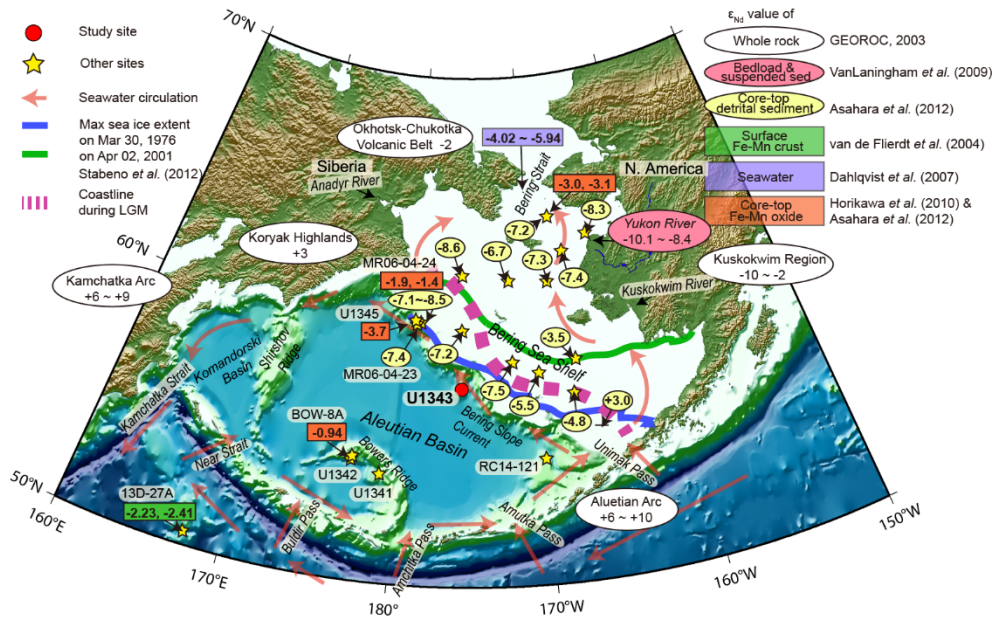 70°N
60°N
50°N
160°E
170°E
180°
170°W
160°W
150°W
Study site
Other sites
Seawater circulation
Max sea ice extent
on Mar 30, 1976
on Apr 02, 2001
Stabeno et al. (2012)
Coastline
during LGM
εNd value of
Whole rock
GEOROC, 2003
Bedload &
suspended sed
VanLaningham et al. (2009)
Core-top
detrital sediment
Asahara et al. (2012)
Surface
Fe-Mn crust
van de Flierdt et al. (2004)
Seawater
Dahlqvist et al. (2007)
Core-top
Fe-Mn oxide
Horikawa et al. (2010) &
Asahara et al. (2012)
Okhotsk-Chukotka
Volcanic Belt -2
-4.02 ~ -5.94
Siberia
Anadyr River
Bering Strait
N. America
-3.0, -3.1
-8.3
-7.2
Yukon River
-10.1 ~ -8.4
Koryak Highlands
+3
-8.6
-6.7
-7.3
-7.4
Kuskokwim Region
-10 ~ -2
Kuskokwim River
Kamchatka Arc
+6 ~ +9
MR06-04-24
-1.9, -1.4
-7.1~-8.5
U1345
-3.7
-7.4
-7.2
MR06-04-23
-3.5
Bering Sea Shelf
-7.5
-5.5
-4.8
+3.0
U1343
Komandorski
Basin
Shirshov
Ridge
Kamchatka Strait
Aleutian Basin
Bering Slope
Current
Unimak Pass
BOW-8A
-0.94
Bowers Ridge
U1342
U1341
RC14-121
Near Strait
Aluetian Arc
+6 ~ +10
13D-27A
-2.23, -2.41
Buldir Pass
Amchitka Pass
Amutka Pass